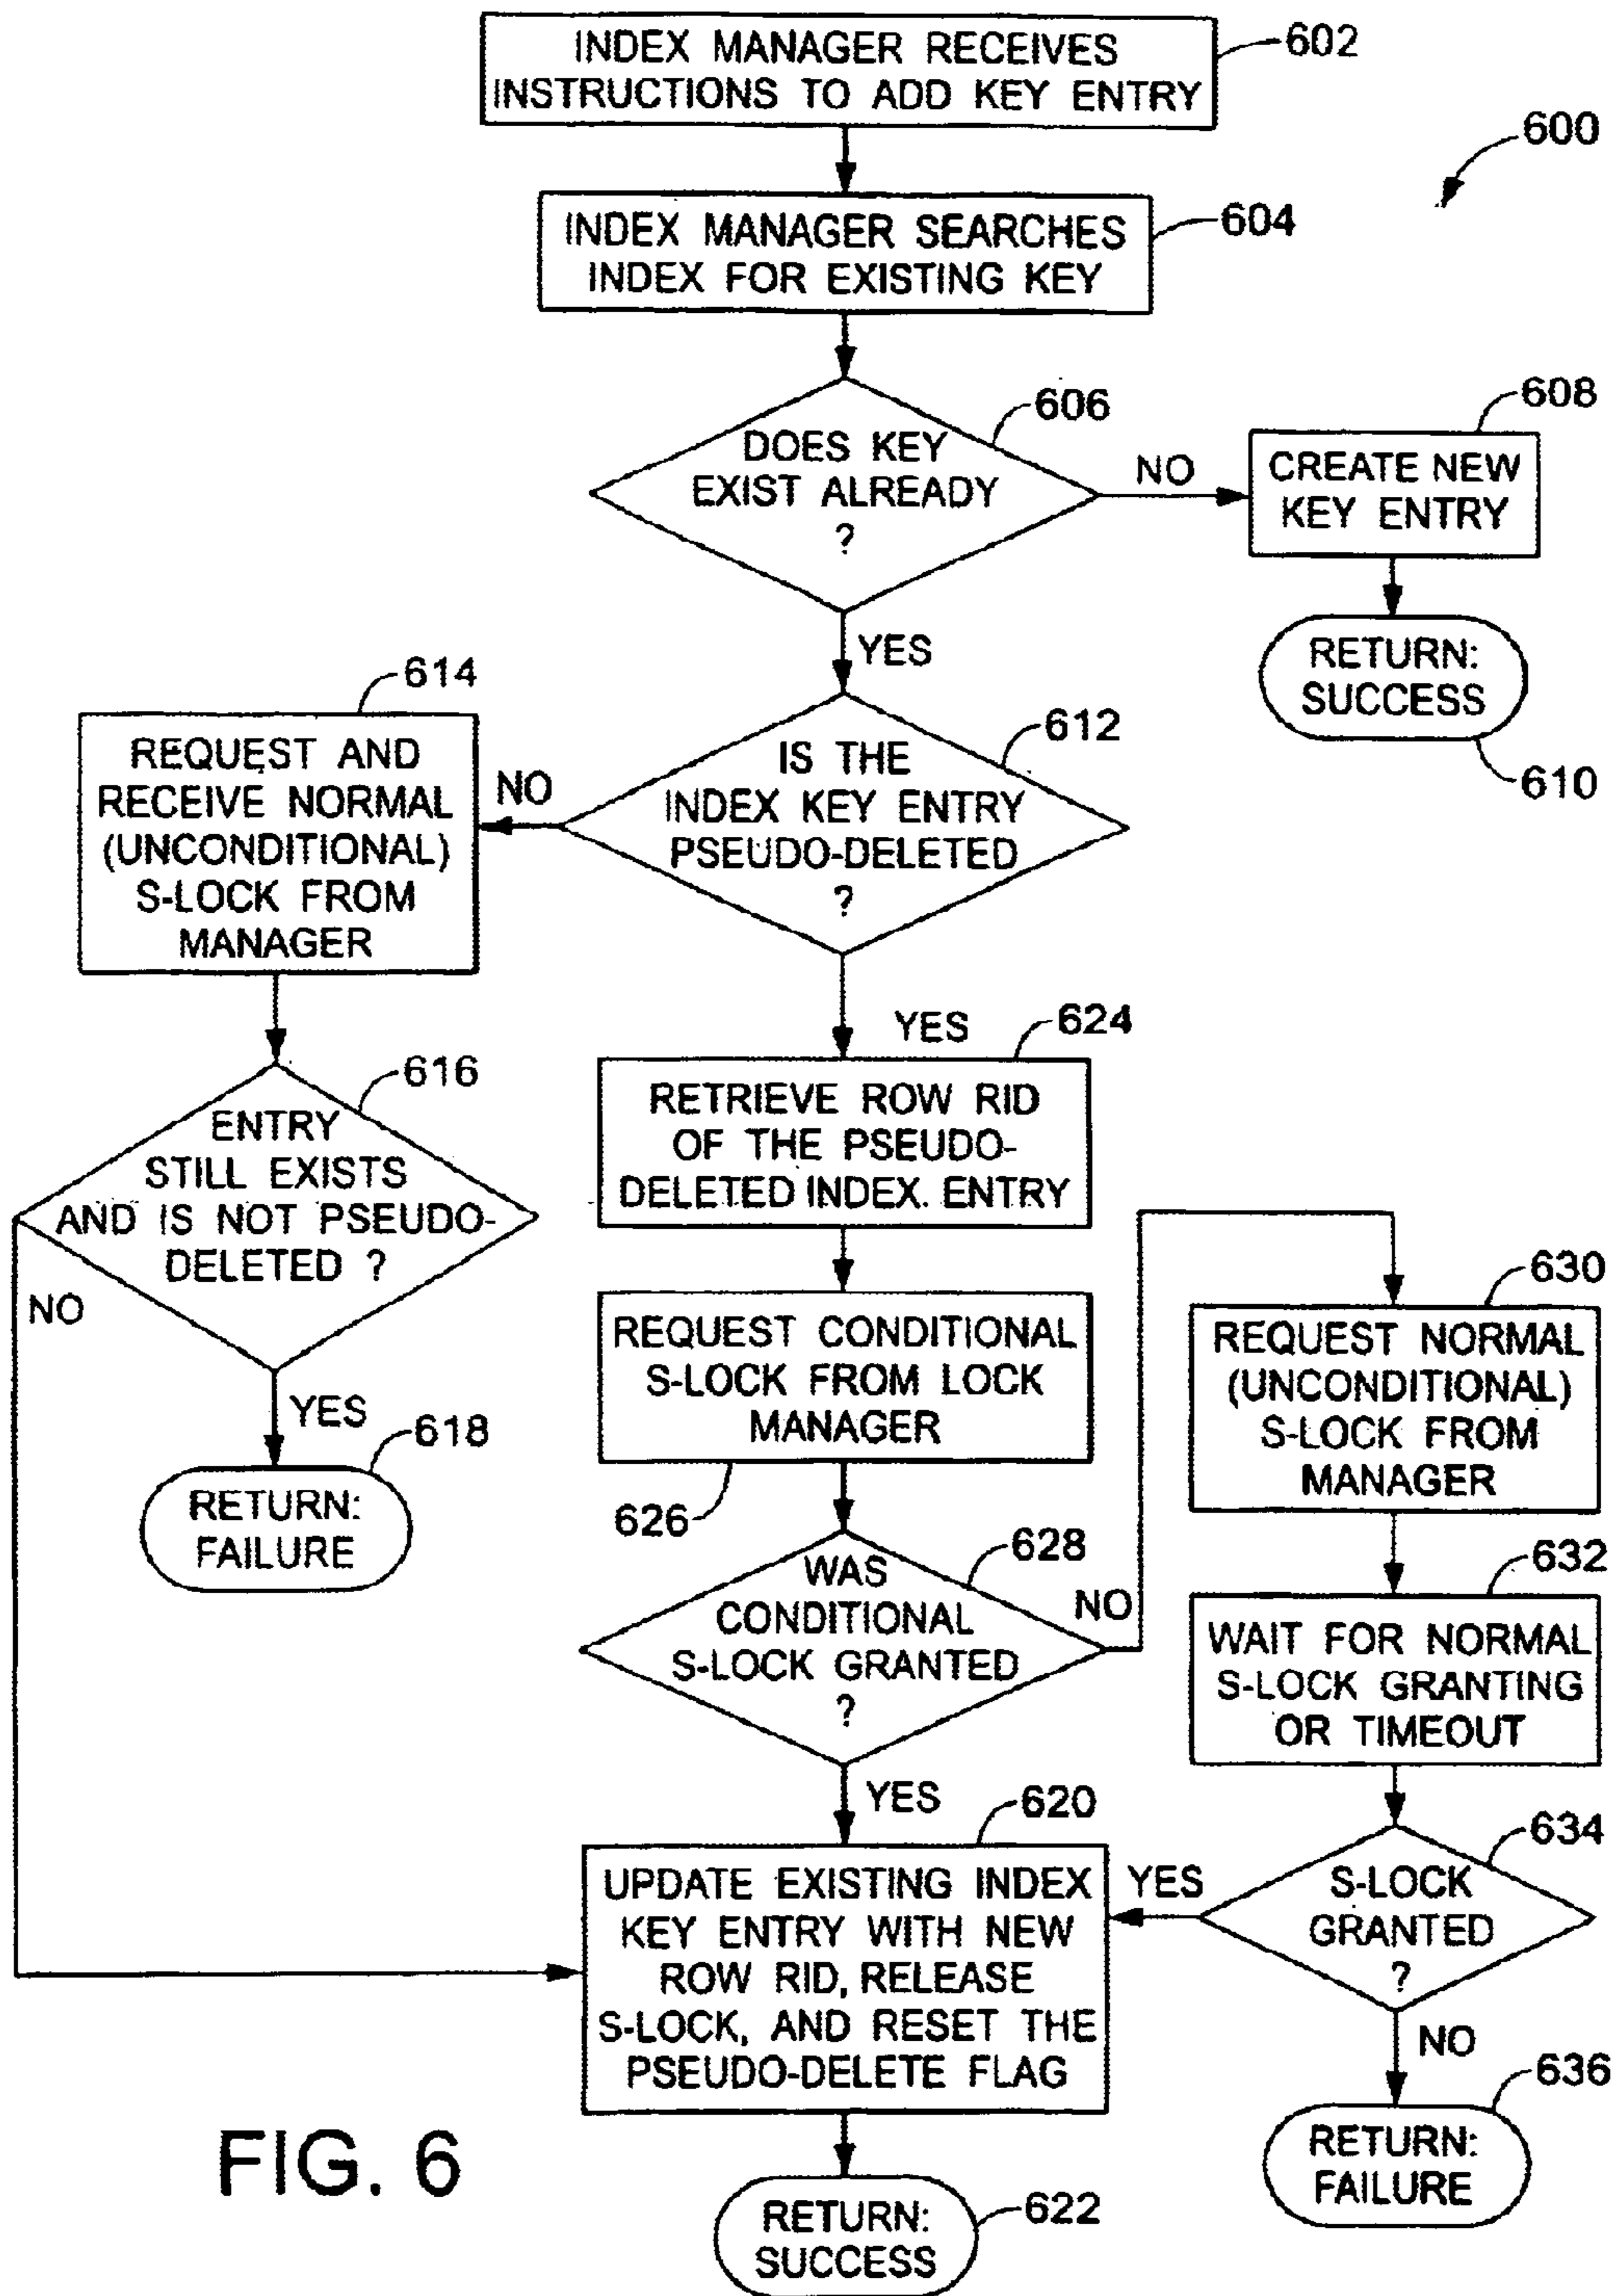 INDEX MANAGER RECEIVES
INSTRUCTIONS TO ADD KEY ENTRY
602
600
INDEX MANAGER SEARCHES
INDEX FOR EXISTING KEY
604
DOES KEY
EXIST ALREADY
?
606
NO
608
CREATE NEW
KEY ENTRY
RETURN:
SUCCESS
610
YES
614
REQUEST AND
RECEIVE NORMAL
(UNCONDITIONAL)
S-LOCK FROM
MANAGER
NO
612
IS THE
INDEX KEY ENTRY
PSEUDO-DELETED
?
YES
624
RETRIEVE ROW RID
OF THE PSEUDO-
DELETED INDEX. ENTRY
616
ENTRY
STILL EXISTS
AND IS NOT PSEUDO-
DELETED ?
NO
YES
618
RETURN:
FAILURE
REQUEST CONDITIONAL
S-LOCK FROM LOCK
MANAGER
626
628
WAS
CONDITIONAL
S-LOCK GRANTED
?
NO
630
REQUEST NORMAL
(UNCONDITIONAL)
S-LOCK FROM
MANAGER
632
WAIT FOR NORMAL
S-LOCK GRANTING
OR TIMEOUT
YES
620
UPDATE EXISTING INDEX
KEY ENTRY WITH NEW
ROW RID, RELEASE
S-LOCK, AND RESET THE
PSEUDO-DELETE FLAG
YES
634
S-LOCK
GRANTED
?
NO
636
RETURN:
FAILURE
RETURN:
SUCCESS
622
FIG. 6